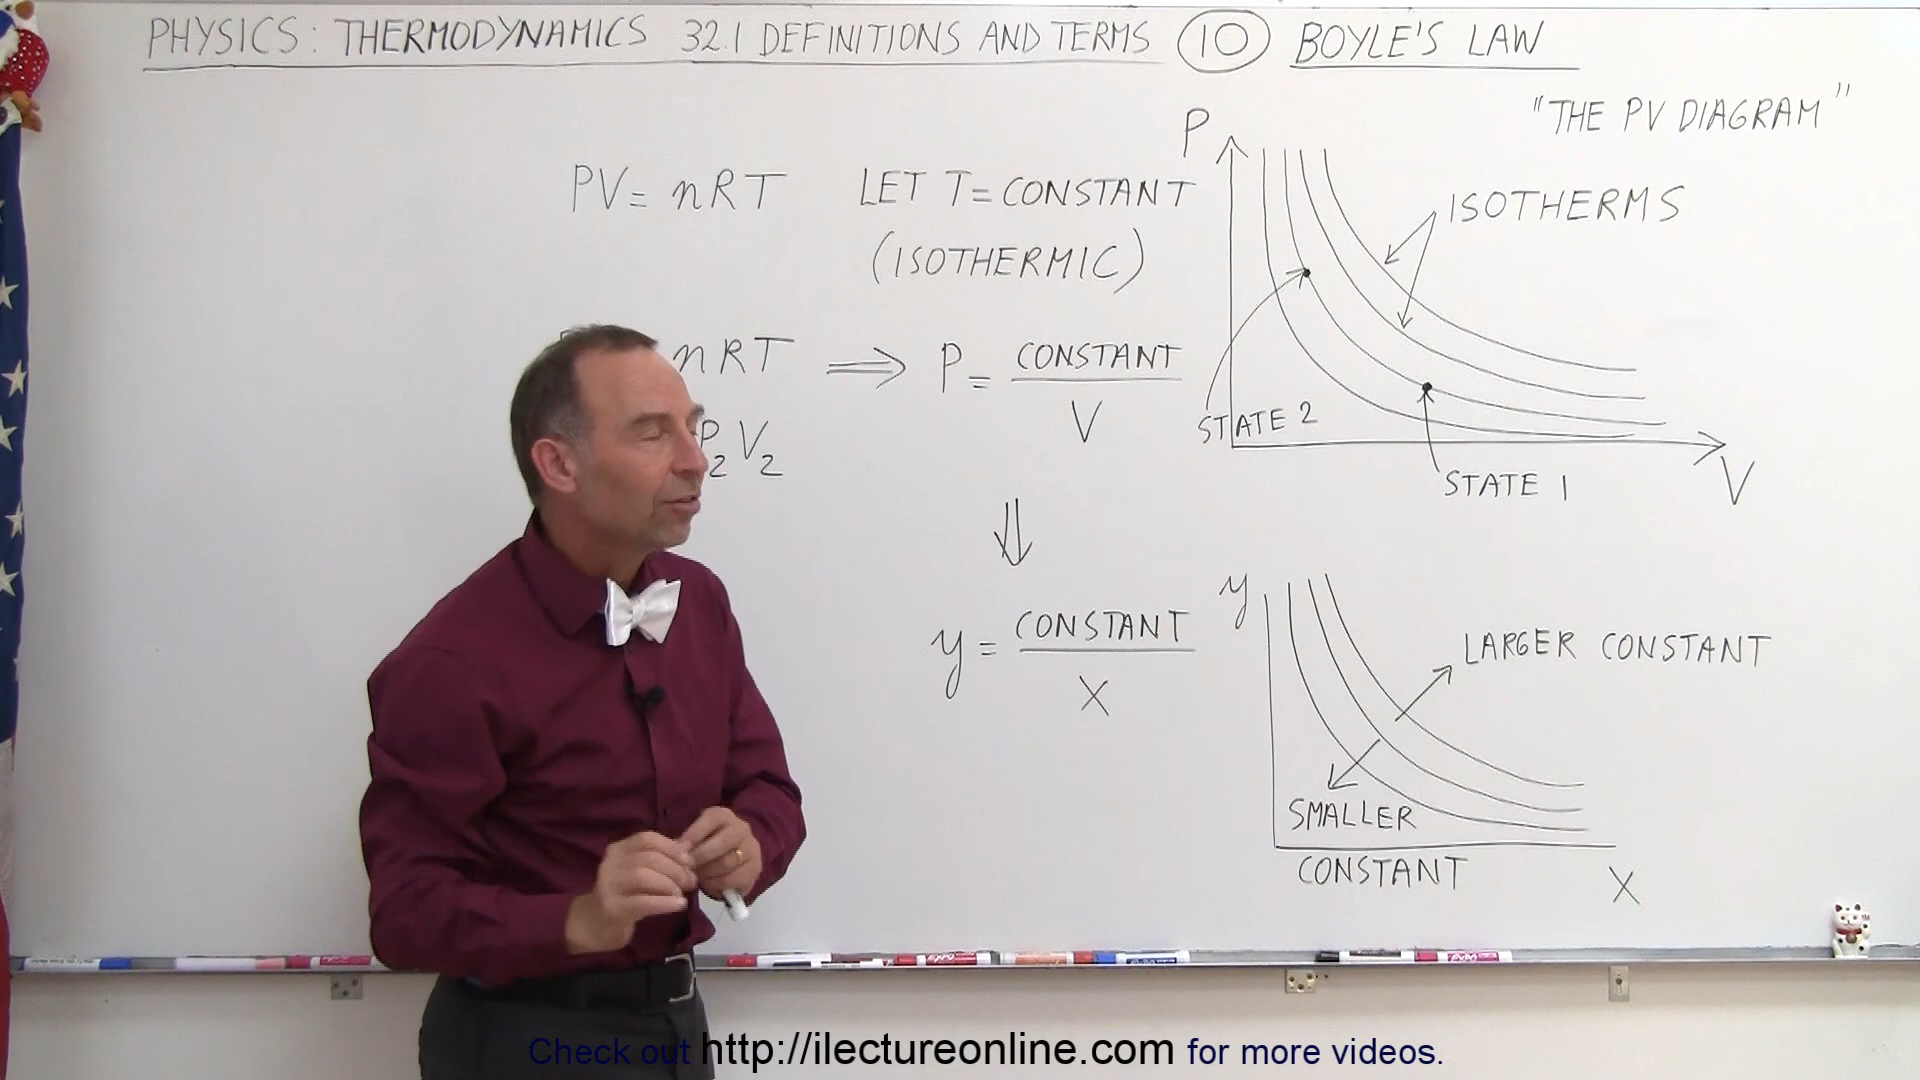 PHYSICS: THERMODYNAMICS 32.1 DEFINITIONS AND TERMS 10 BOYLE'S LAW
"THE PV DIAGRAM"
P
PV = nRT LET T = CONSTANT
(ISOTHERMIC)
ISOTHERMS
nRT ⟹ P = CONSTANT
V
P2 V2
STATE 2
STATE 1
V
⇓
y = CONSTANT
X
y
LARGER CONSTANT
SMALLER
CONSTANT
X
Check out http://ilectureonline.com for more videos.